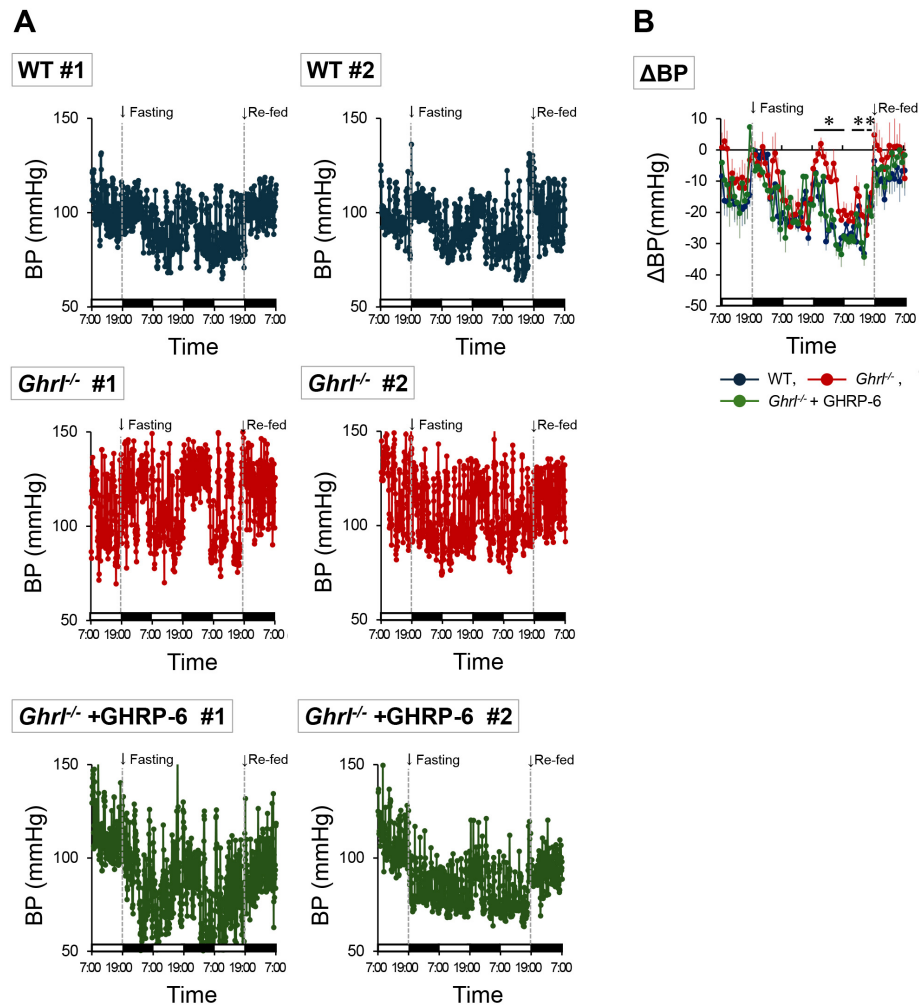 A
B
WT #1
WT #2
ΔBP
↓ Fasting
↓Re-fed
↓ Fasting
↓Re-fed
↓ Fasting
↓Re-fed
150
100
50
BP (mmHg)
7:00 19:00 7:00 19:00 7:00 19:00 7:00
Time
150
100
50
BP (mmHg)
7:00 19:00 7:00 19:00 7:00 19:00 7:00
Time
10
0
-10
-20
-30
-40
-50
ΔBP(mmHg)
* * *
7:00 19:00 7:00 19:00 7:00 19:00 7:00
Time
WT, Ghrl-/- ,
Ghrl-/- + GHRP-6
Ghrl-/- #1
Ghrl-/- #2
↓ Fasting
↓Re-fed
↓ Fasting
↓Re-fed
150
100
50
BP (mmHg)
7:00 19:00 7:00 19:00 7:00 19:00 7:00
Time
150
100
50
BP (mmHg)
7:00 19:00 7:00 19:00 7:00 19:00 7:00
Time
Ghrl-/- +GHRP-6 #1
Ghrl-/- +GHRP-6 #2
↓ Fasting
↓Re-fed
↓ Fasting
↓Re-fed
150
100
50
BP (mmHg)
7:00 19:00 7:00 19:00 7:00 19:00 7:00
Time
150
100
50
BP (mmHg)
7:00 19:00 7:00 19:00 7:00 19:00 7:00
Time